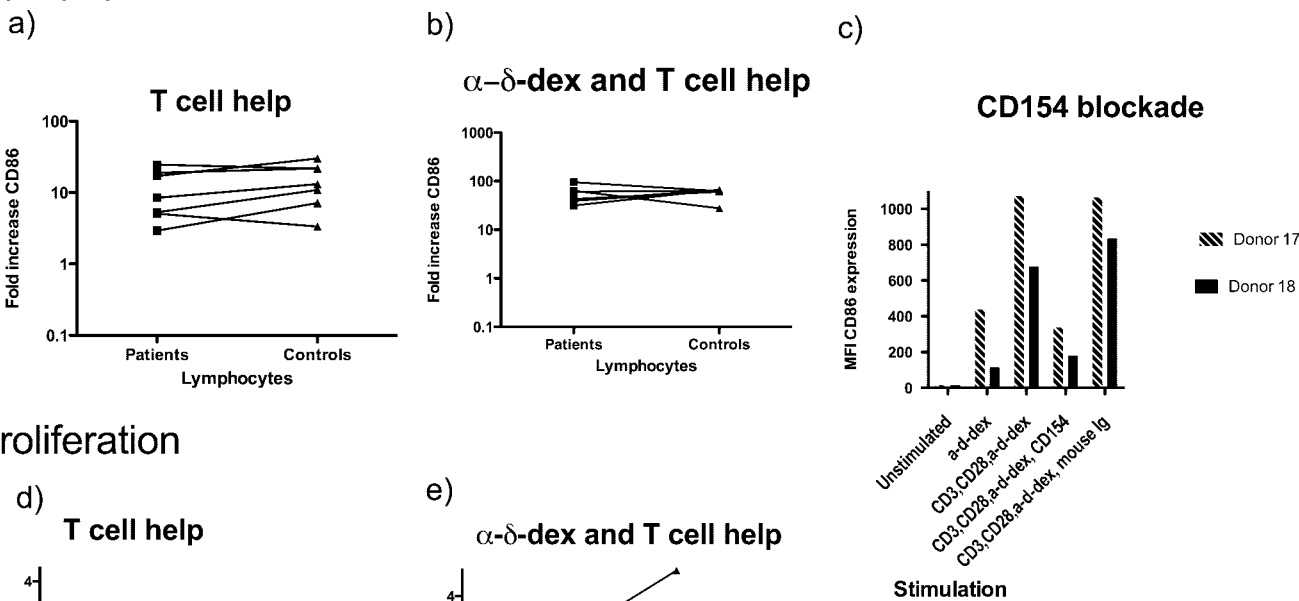 a)
T cell help
100
10
1
0.1
Fold increase CD86
Patients
Controls
Lymphocytes
b)
α–δ-dex and T cell help
1000
100
10
1
0.1
Fold increase CD86
Patients
Controls
Lymphocytes
c)
CD154 blockade
1000
800
600
400
200
0
MFI CD86 expression
Unstimulated
a-d-dex
CD3,CD28,a-d-dex
CD3,CD28,a-d-dex, CD154
CD3,CD28,a-d-dex, mouse Ig
Stimulation
Donor 17
Donor 18
roliferation
d)
T cell help
4
e)
α-δ-dex and T cell help
4